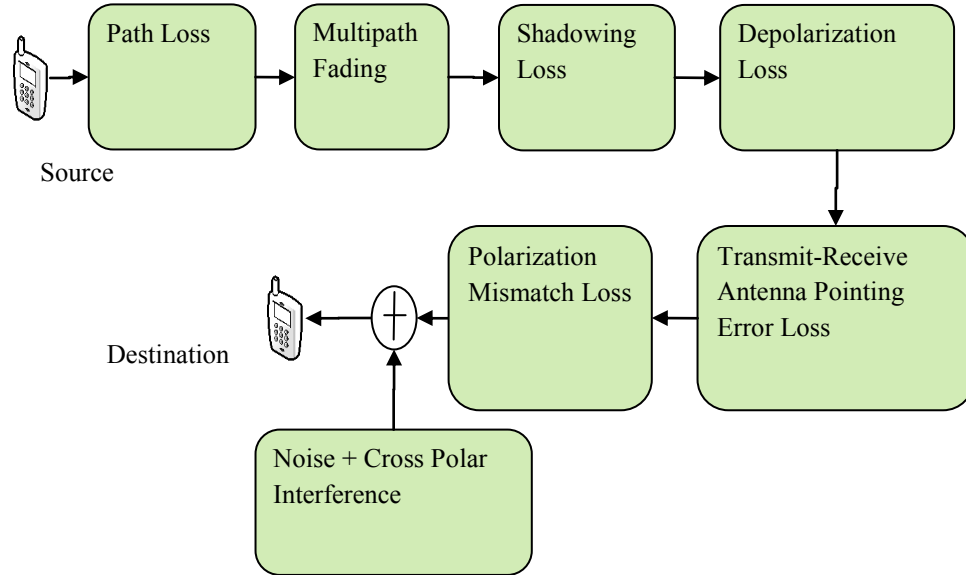 Path Loss
Multipath
Fading
Shadowing
Loss
Depolarization
Loss
Source
Transmit-Receive
Antenna Pointing
Error Loss
Polarization
Mismatch Loss
Destination
Noise + Cross Polar
Interference